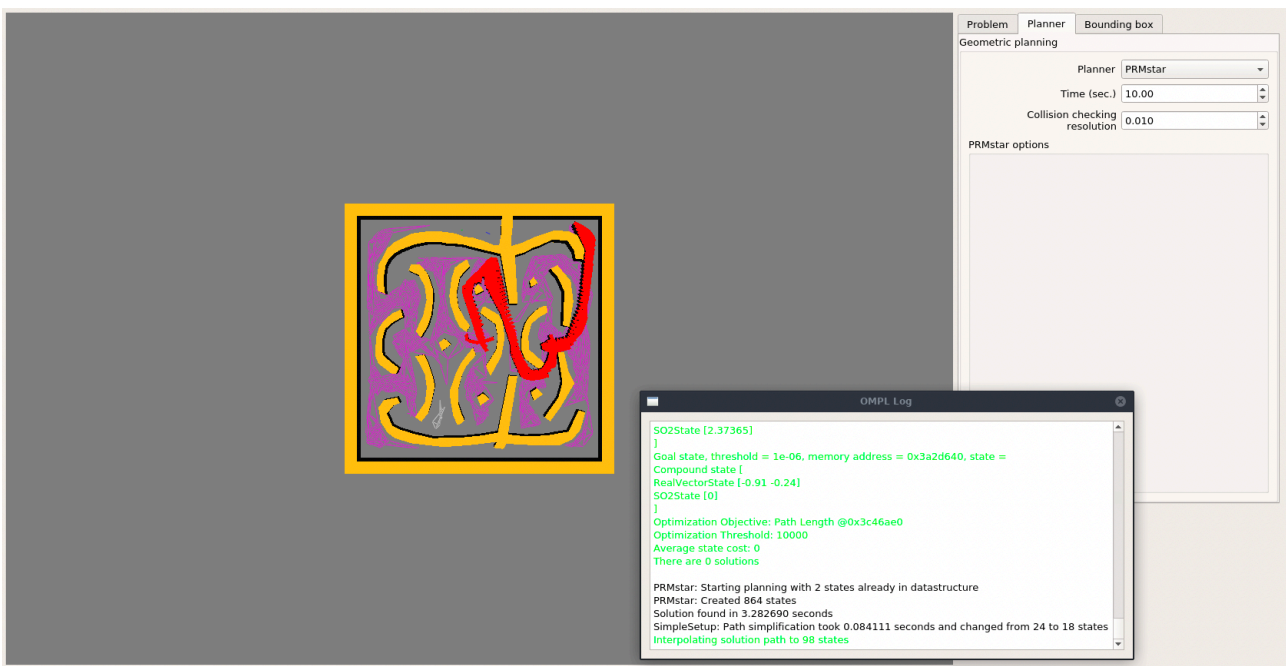 Problem
Planner
Bounding box
Geometric planning
Planner PRMstar
Time (sec.) 10.00
Collision checking
resolution 0.010
PRMstar options
OMPL Log
SO2State [2.37365]
]
Goal state, threshold = 1e-06, memory address = 0x3a2d640, state =
Compound state [
RealVectorState [-0.91 -0.24]
SO2State [0]
]
Optimization Objective: Path Length @0x3c46ae0
Optimization Threshold: 10000
Average state cost: 0
There are 0 solutions
PRMstar: Starting planning with 2 states already in datastructure
PRMstar: Created 864 states
Solution found in 3.282690 seconds
SimpleSetup: Path simplification took 0.084111 seconds and changed from 24 to 18 states
Interpolating solution path to 98 states